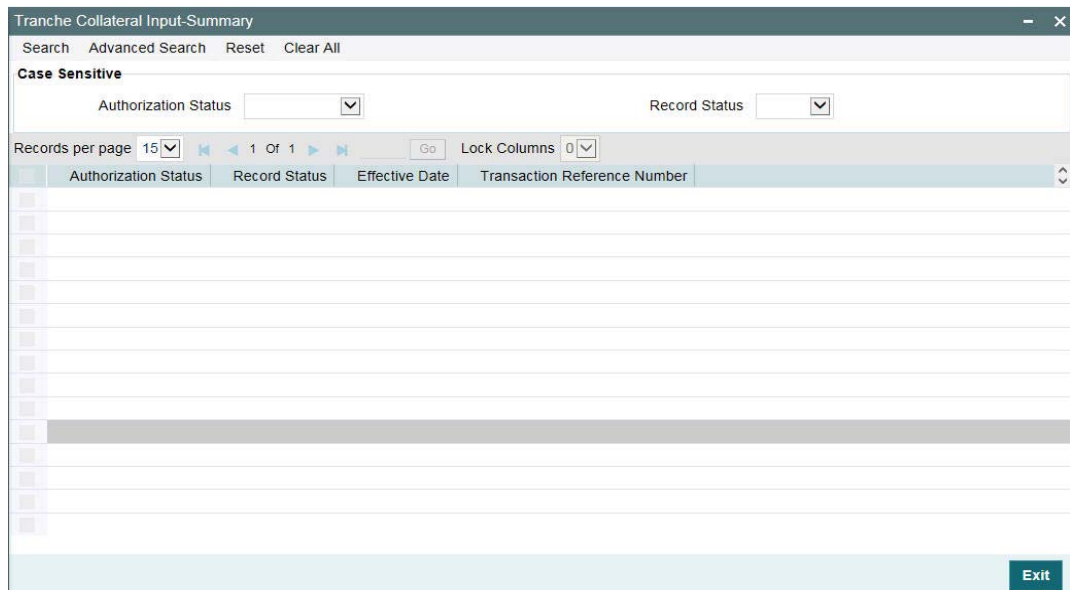 Tranche Collateral Input-Summary
Search Advanced Search Reset Clear All
Case Sensitive
Authorization Status Record Status
Records per page 15 1 Of 1 Go Lock Columns 0
Authorization Status Record Status Effective Date Transaction Reference Number
Exit